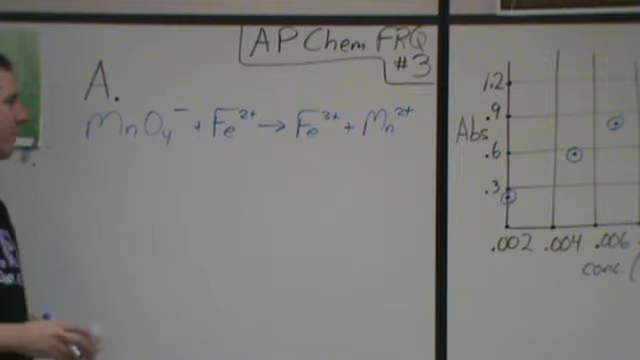 AP Chem FRQ
#3
A.
MnO₄⁻ + Fe²⁺ → Fe³⁺ + Mn²⁺
1.2
.9
Abs
.6
.3
.002 .004 .006
conc. (